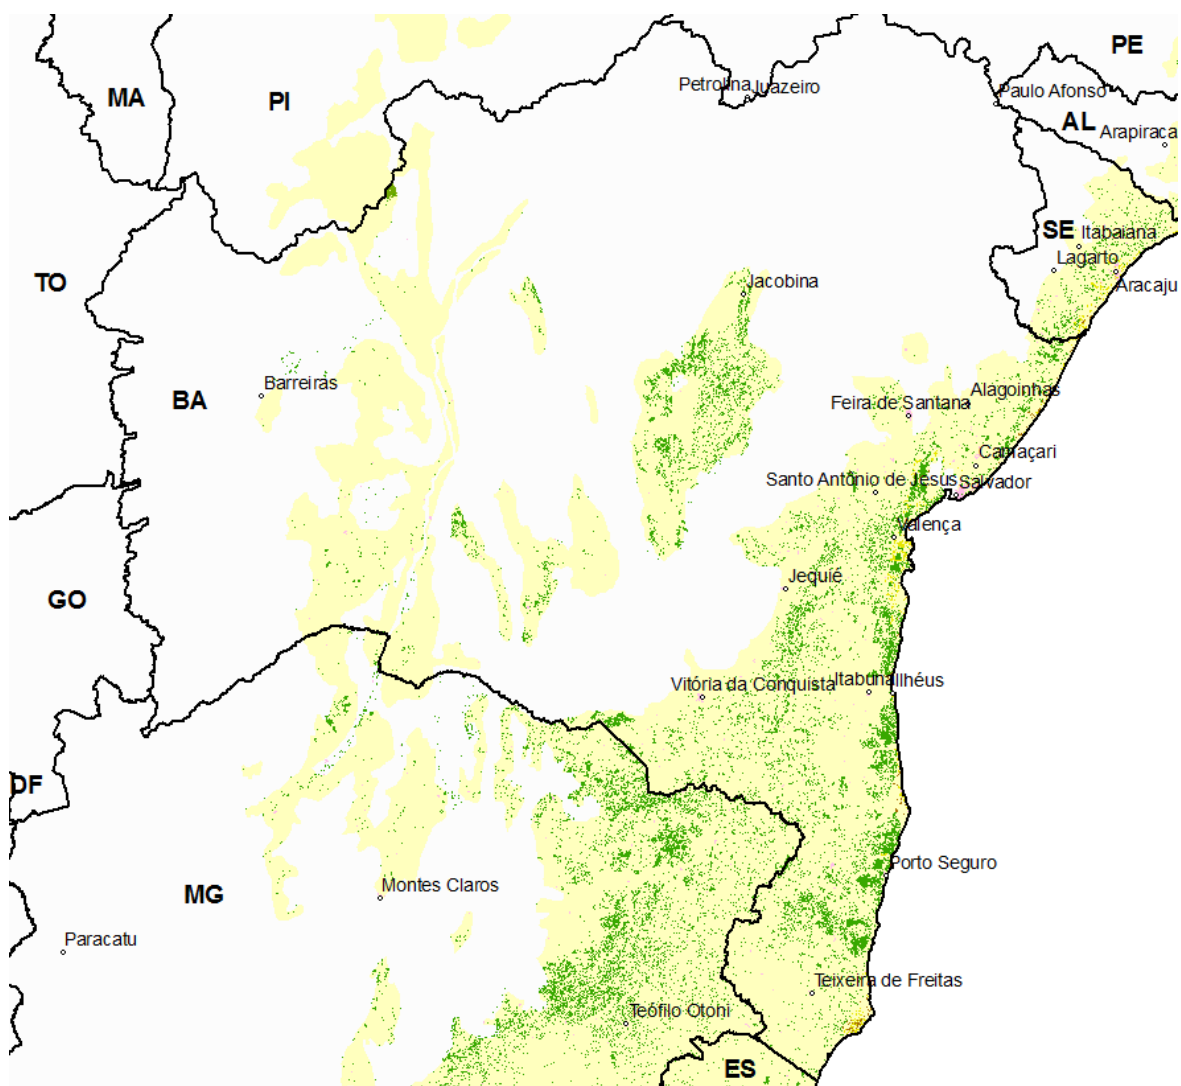 PE
MA
PI
Petrolina
Juazeiro
Paulo Afonso
AL
Arapiraca
SE
Itabaiana
Lagarto
TO
Jacobina
Aracaju
BA
Barreiras
Alagoinhas
Feira de Santana
Camaçari
Santo Antônio de Jesus
Salvador
Valença
Jequié
GO
Vitória da Conquista
Itabuna
Ilhéus
DF
Porto Seguro
MG
Montes Claros
Paracatu
Teixeira de Freitas
Teófilo Otoni
ES